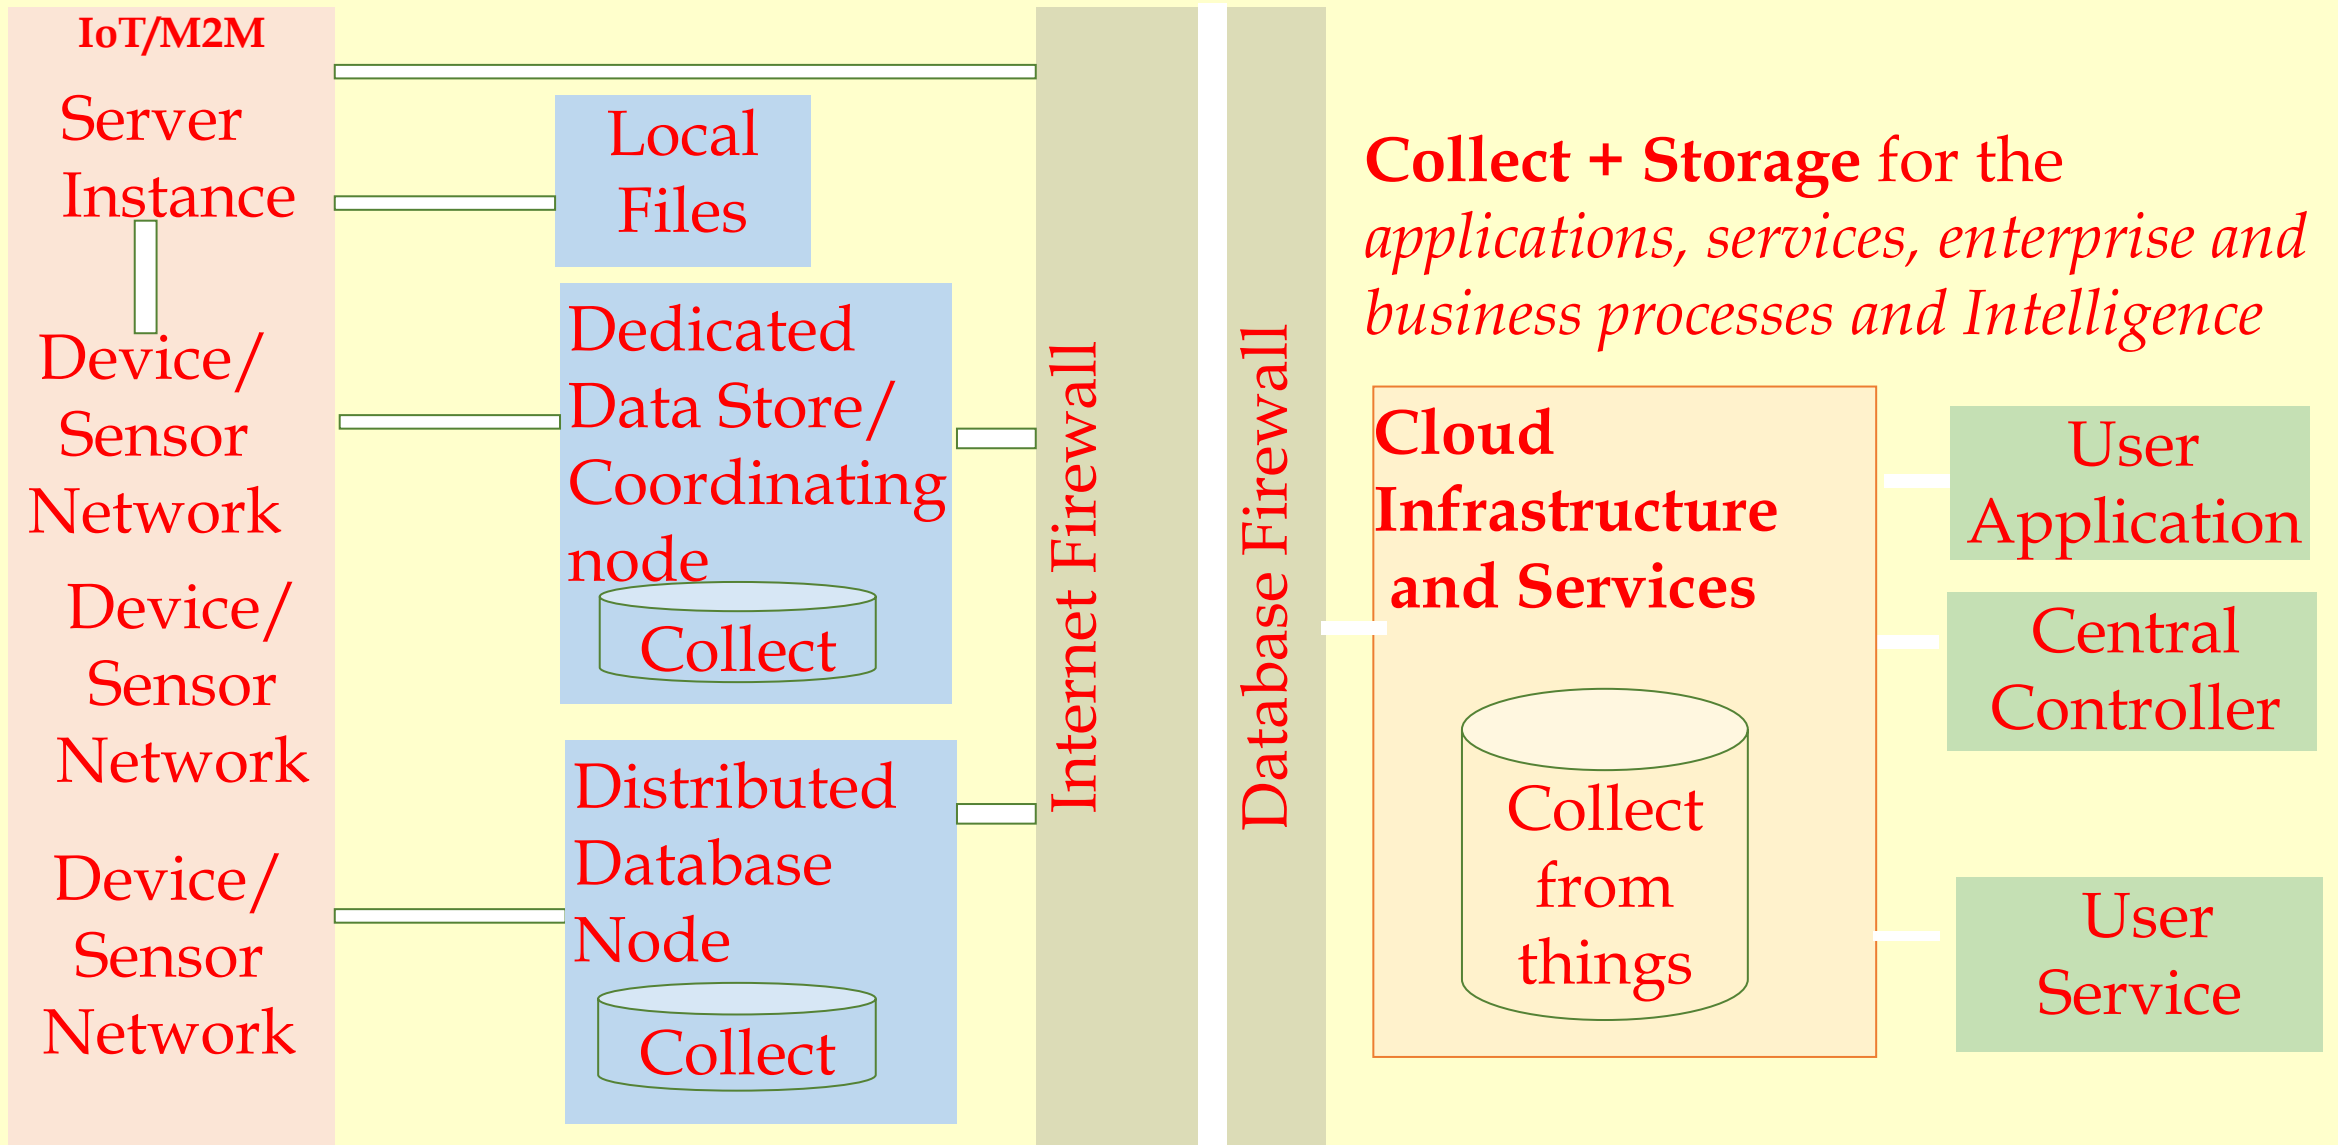 IoT/M2M
Server
Instance
Device/
Sensor
Network
Device/
Sensor
Network
Device/
Sensor
Network
Local
Files
Dedicated
Data Store/
Coordinating
node
Collect
Distributed
Database
Node
Collect
Internet Firewall
Database Firewall
Collect + Storage for the
applications, services, enterprise and
business processes and Intelligence
Cloud
Infrastructure
and Services
Collect
from
things
User
Application
Central
Controller
User
Service